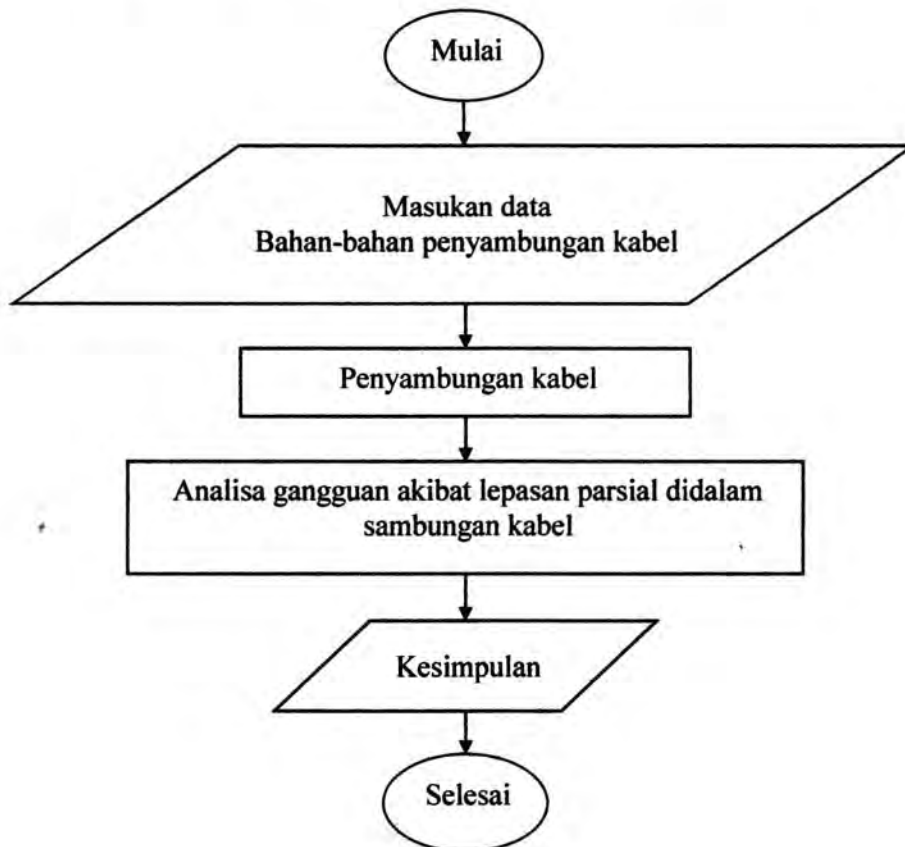 Mulai
Masukan data
Bahan-bahan penyambungan kabel
Penyambungan kabel
Analisa gangguan akibat lepasan parsial didalam
sambungan kabel
Kesimpulan
Selesai